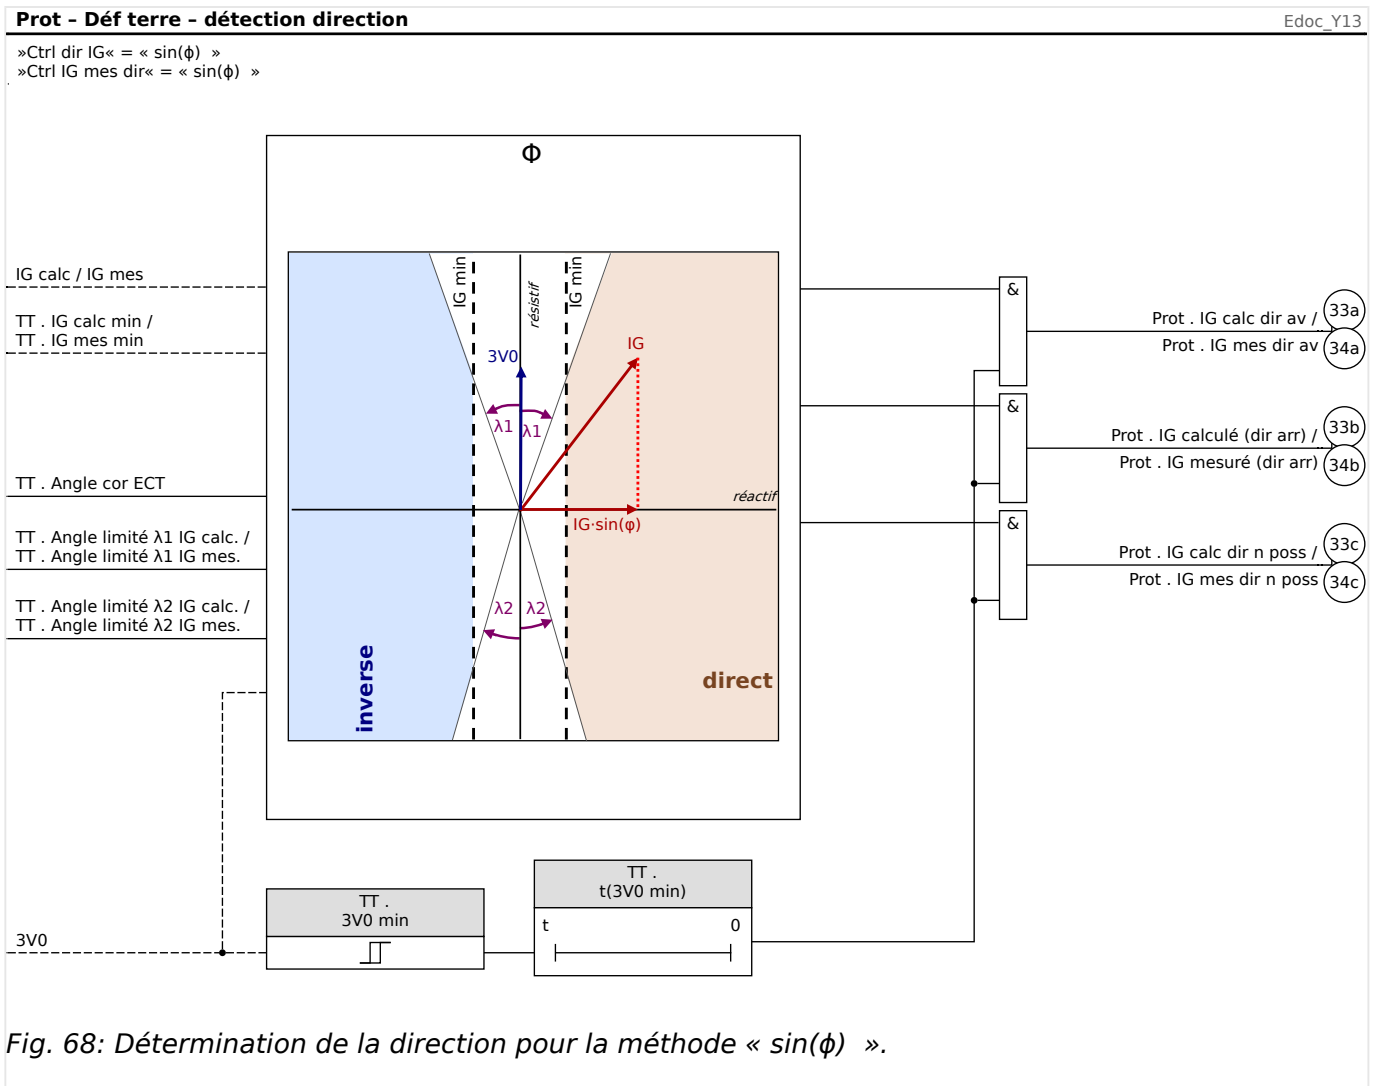 Prot – Déf terre – détection direction
Edoc_Y13
»Ctrl dir IG« = « sin(ϕ)  »
»Ctrl IG mes dir« = « sin(ϕ)  »
Φ
IG calc / IG mes
TT . IG calc min /
TT . IG mes min
TT . Angle cor ECT
TT . Angle limité λ1 IG calc. /
TT . Angle limité λ1 IG mes.
TT . Angle limité λ2 IG calc. /
TT . Angle limité λ2 IG mes.
3V0
IG min
résistif
IG min
3V0
IG
λ1
λ1
réactif
IG·sin(φ)
λ2
λ2
inverse
direct
TT .
3V0 min
TT .
t(3V0 min)
t
0
&
Prot . IG calc dir av /
33a
Prot . IG mes dir av
34a
&
Prot . IG calculé (dir arr) /
33b
Prot . IG mesuré (dir arr)
34b
&
Prot . IG calc dir n poss /
33c
Prot . IG mes dir n poss
34c
Fig. 68: Détermination de la direction pour la méthode « sin(ϕ)  ».